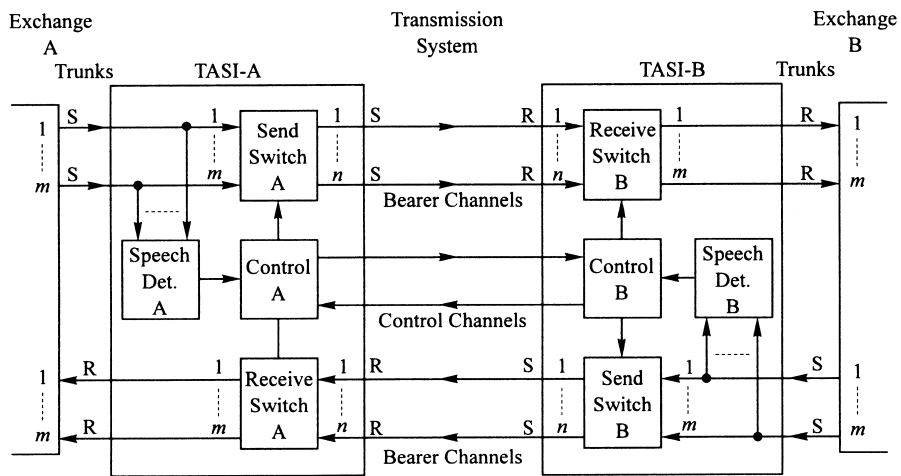 Exchange
A
Transmission
System
Exchange
B
Trunks
TASI-A
TASI-B
Trunks
1 S 1 Send Switch A 1 S R 1 Receive Switch B 1 R 1
m S m n S R n m R m
Bearer Channels
Speech
Det.
A
Control
A
Control
B
Speech
Det.
B
Control Channels
1 R 1 Receive Switch A 1 R S 1 Send Switch B 1 S 1
m R m n R S n m S m
Bearer Channels